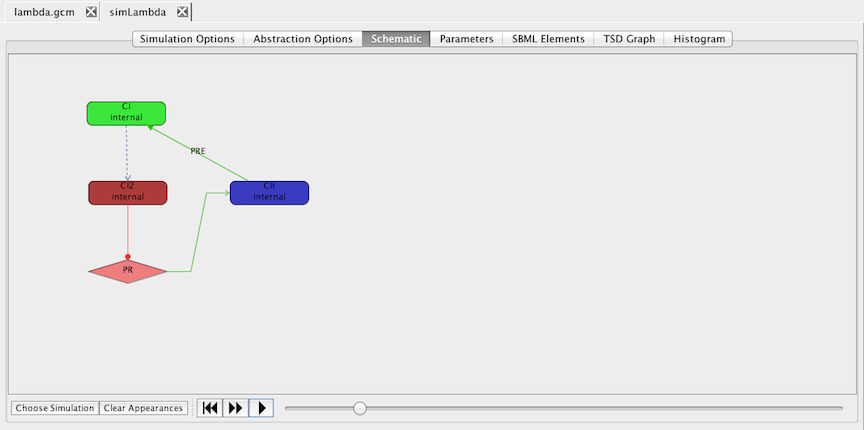 lambda.gcm
simLambda
Simulation Options
Abstraction Options
Schematic
Parameters
SBML Elements
TSD Graph
Histogram
CI
internal
PRE
CI2
internal
CII
internal
PR
Choose Simulation
Clear Appearances